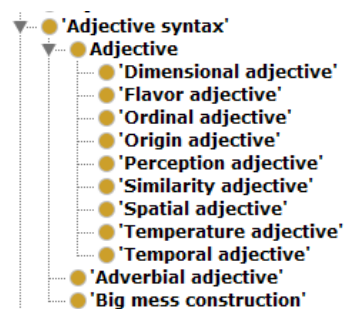 'Adjective syntax'
Adjective
'Dimensional adjective'
'Flavor adjective'
'Ordinal adjective'
'Origin adjective'
'Perception adjective'
'Similarity adjective'
'Spatial adjective'
'Temperature adjective'
'Temporal adjective'
'Adverbial adjective'
'Big mess construction'